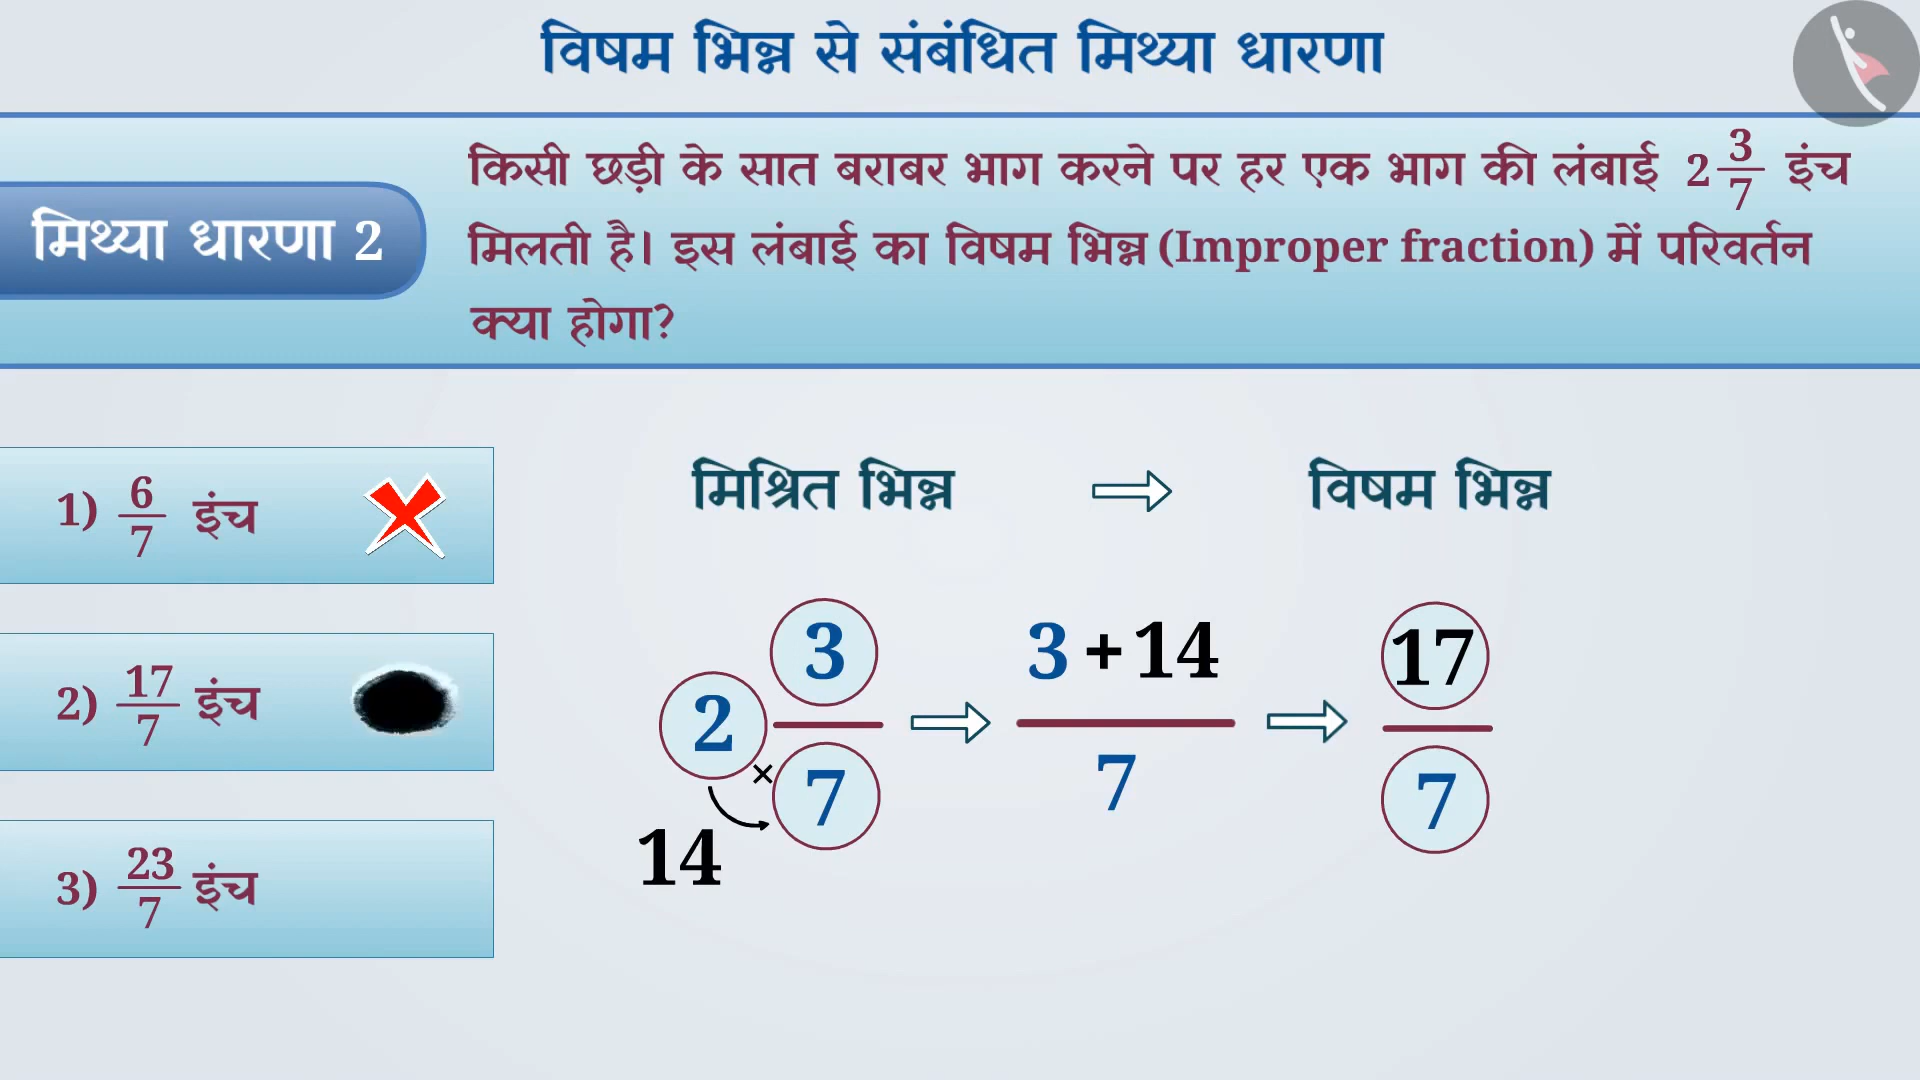 विषम भिन्न से संबंधित मिथ्या धारणा
मिथ्या धारणा 2
किसी छड़ी के सात बराबर भाग करने पर हर एक भाग की लंबाई 2 3/7 इंच
मिलती है। इस लंबाई का विषम भिन्न (Improper fraction) में परिवर्तन
क्या होगा?
1) 6/7 इंच
2) 17/7 इंच
3) 23/7 इंच
मिश्रित भिन्न ⇨ विषम भिन्न
2 3/7 ⇨ 3+14/7 ⇨ 17/7
×
14